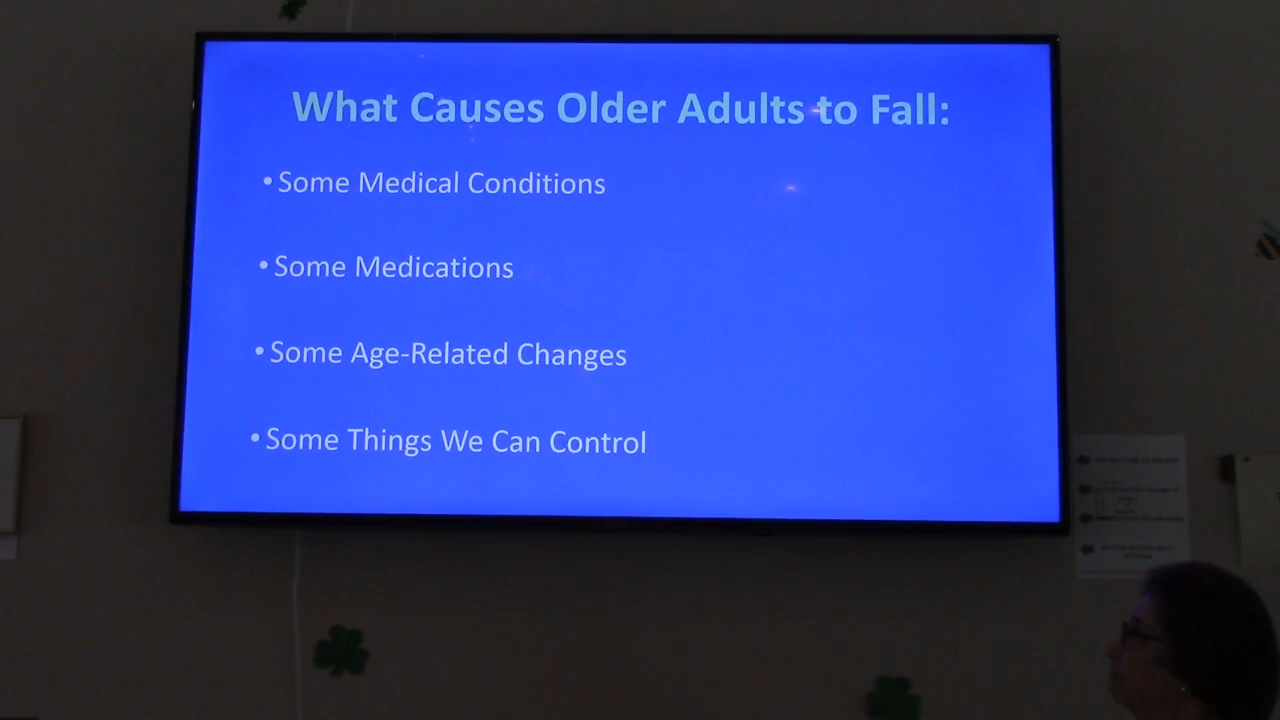 What Causes Older Adults to Fall:
•Some Medical Conditions
•Some Medications
•Some Age-Related Changes
•Some Things We Can Control